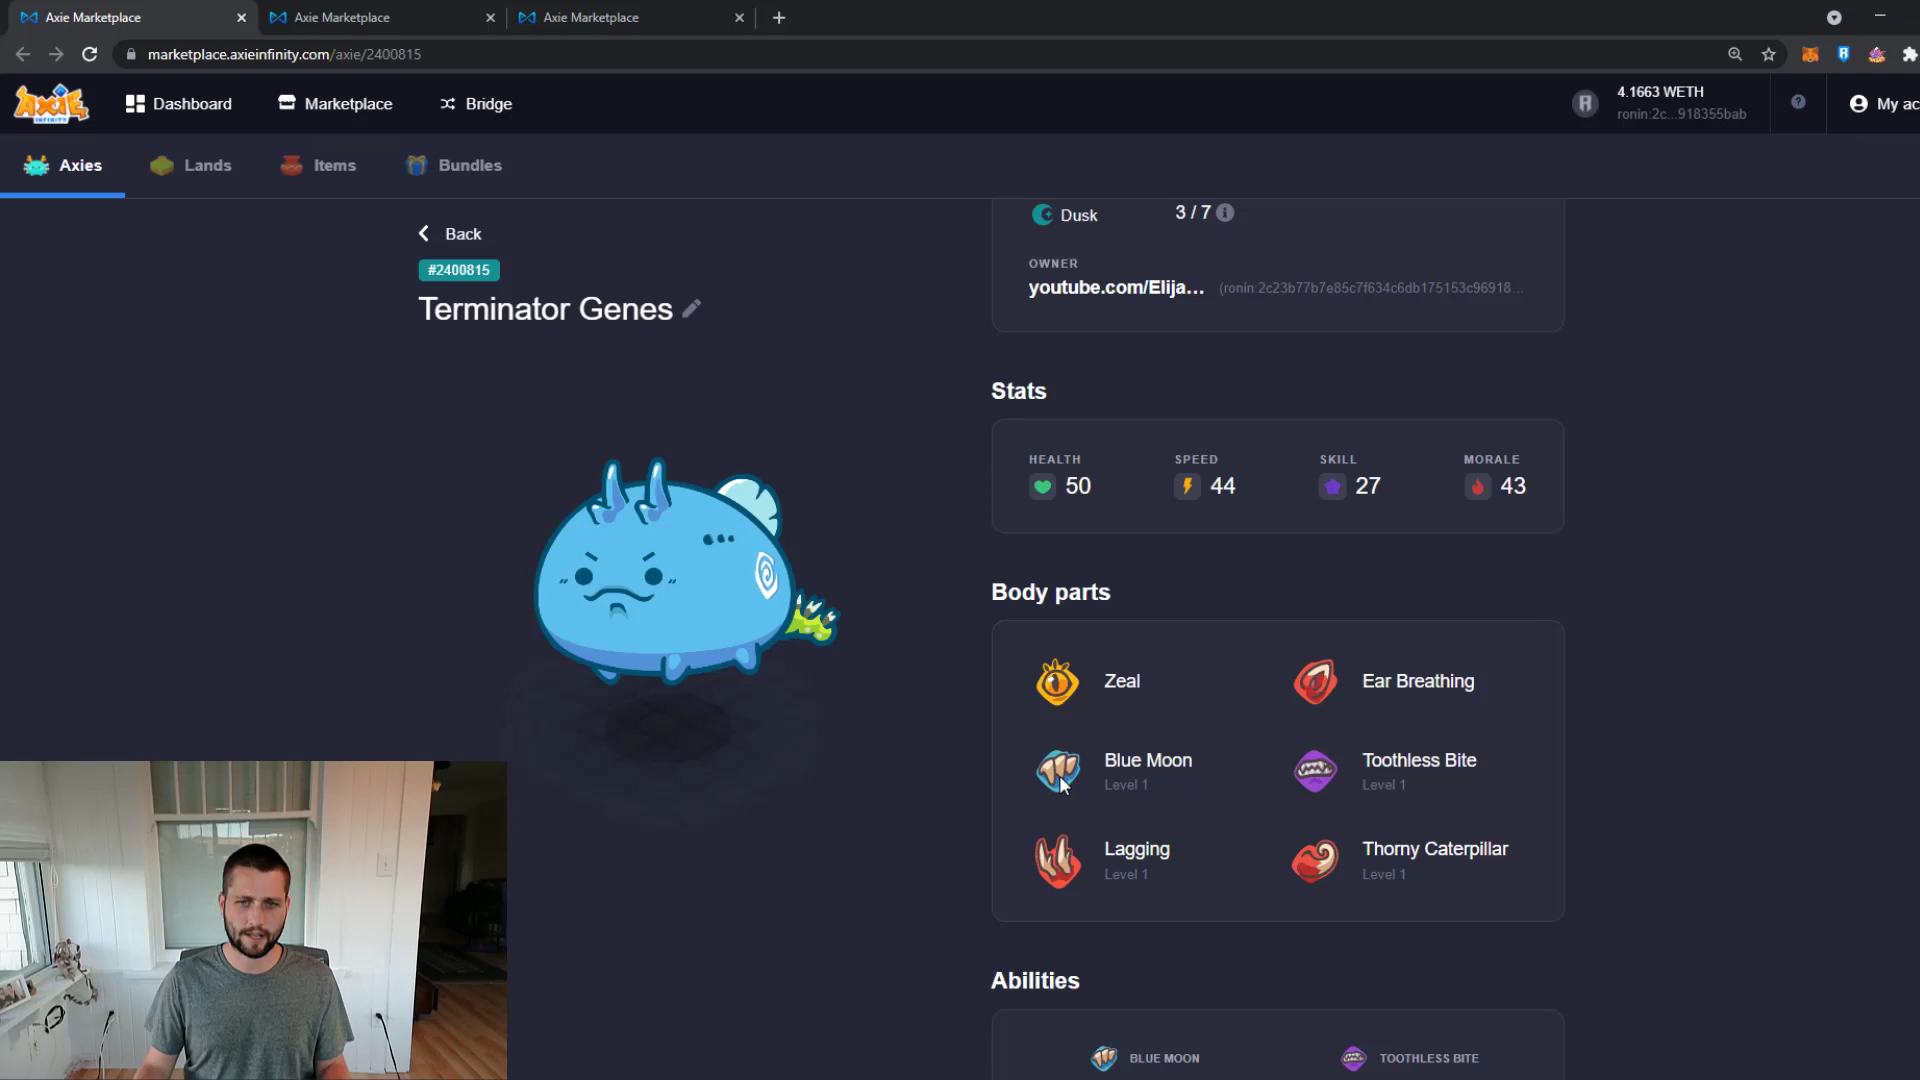 Axie Marketplace
Axie Marketplace
Axie Marketplace
marketplace.axieinfinity.com/axie/2400815
AXIE
INFINITY
Dashboard
Marketplace
Bridge
4.1663 WETH
ronin:2c...918355bab
My ac
Axies
Lands
Items
Bundles
Back
#2400815
Terminator Genes
Dusk
3 / 7
OWNER
youtube.com/Elija... (ronin:2c23b77b7e85c7f634c6db175153c96918...
Stats
HEALTH
50
SPEED
44
SKILL
27
MORALE
43
Body parts
Zeal
Ear Breathing
Blue Moon
Level 1
Toothless Bite
Level 1
Lagging
Level 1
Thorny Caterpillar
Level 1
Abilities
BLUE MOON
TOOTHLESS BITE